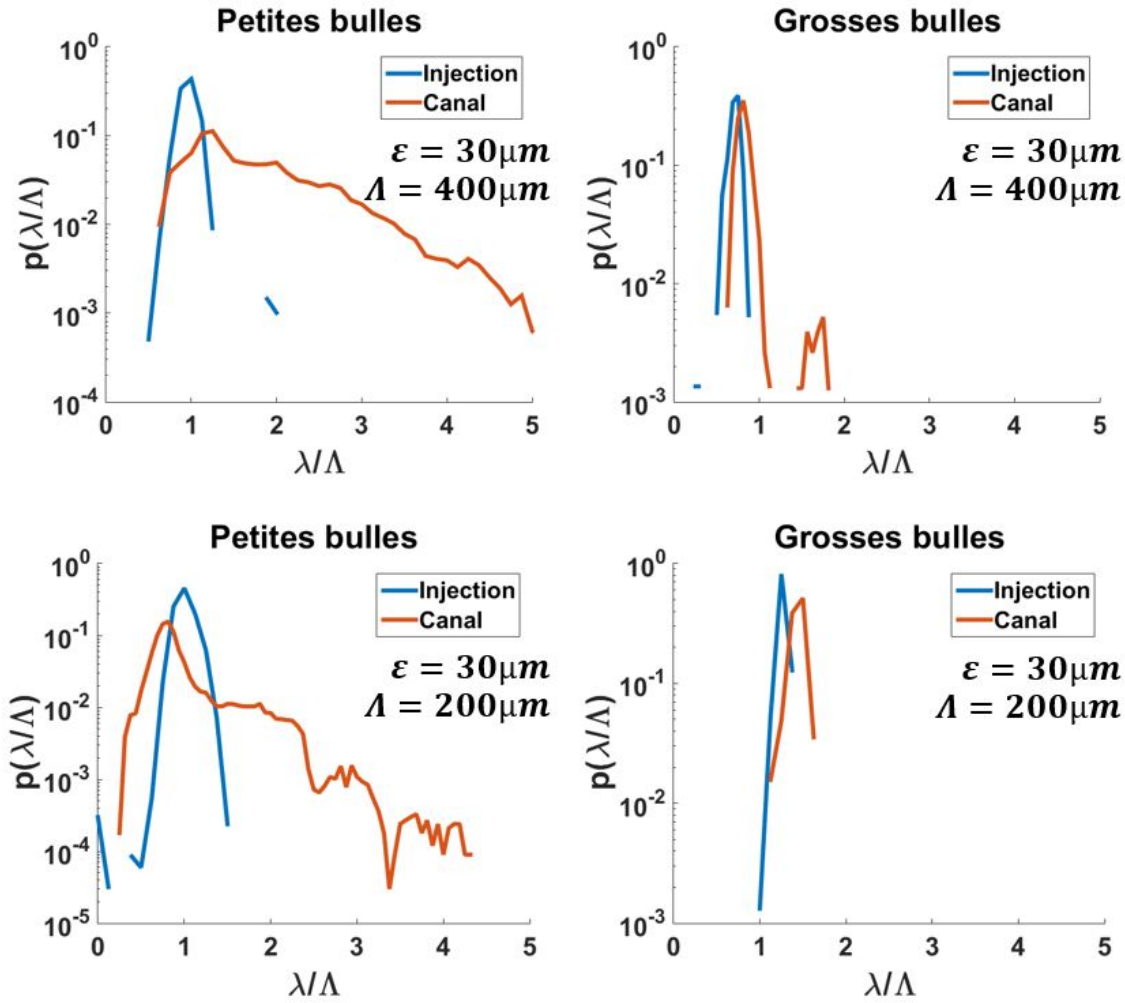 Petites bulles
10^0
10^-1
10^-2
10^-3
10^-4
p(λ/Λ)
Injection
Canal
ε = 30μm
Λ = 400μm
0 1 2 3 4 5
λ/Λ
Grosses bulles
10^0
10^-1
10^-2
10^-3
p(λ/Λ)
Injection
Canal
ε = 30μm
Λ = 400μm
0 1 2 3 4 5
λ/Λ
Petites bulles
10^0
10^-1
10^-2
10^-3
10^-4
10^-5
p(λ/Λ)
Injection
Canal
ε = 30μm
Λ = 200μm
0 1 2 3 4 5
λ/Λ
Grosses bulles
10^0
10^-1
10^-2
10^-3
p(λ/Λ)
Injection
Canal
ε = 30μm
Λ = 200μm
0 1 2 3 4 5
λ/Λ